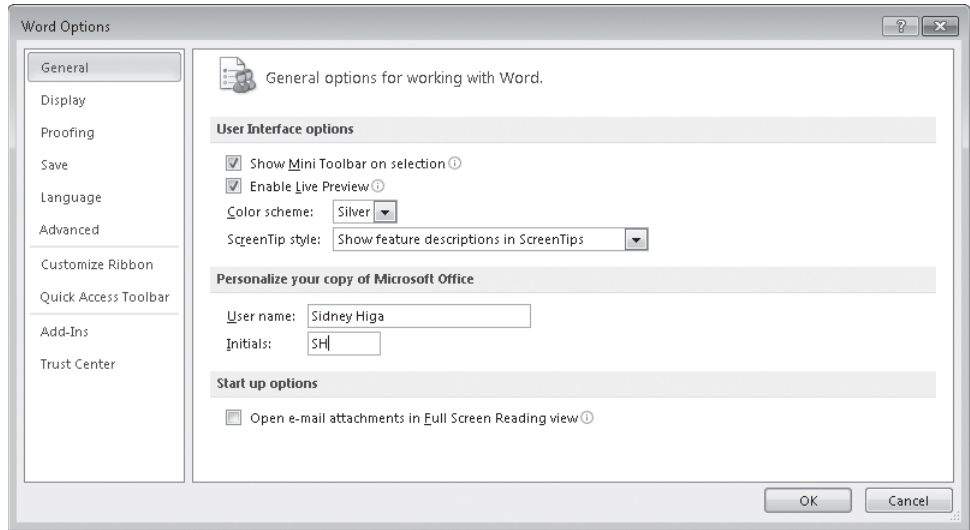 Word Options
General
Display
Proofing
Save
Language
Advanced
Customize Ribbon
Quick Access Toolbar
Add-Ins
Trust Center
General options for working with Word.
User Interface options
Show Mini Toolbar on selection
Enable Live Preview
Color scheme: Silver
ScreenTip style: Show feature descriptions in ScreenTips
Personalize your copy of Microsoft Office
User name: Sidney Higa
Initials: SH
Start up options
Open e-mail attachments in Full Screen Reading view
OK Cancel